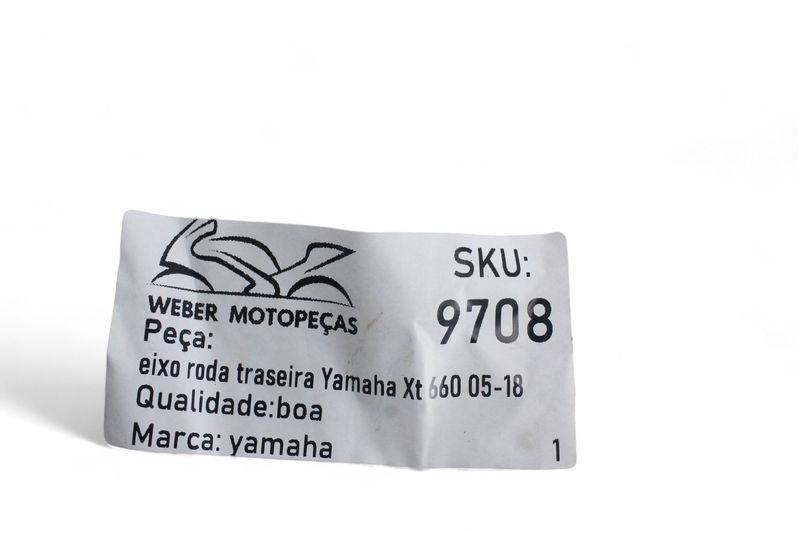 WEBER MOTOPEÇAS
SKU:
9708
Peça:
eixo roda traseira Yamaha Xt 660 05-18
Qualidade:boa
Marca: yamaha
1